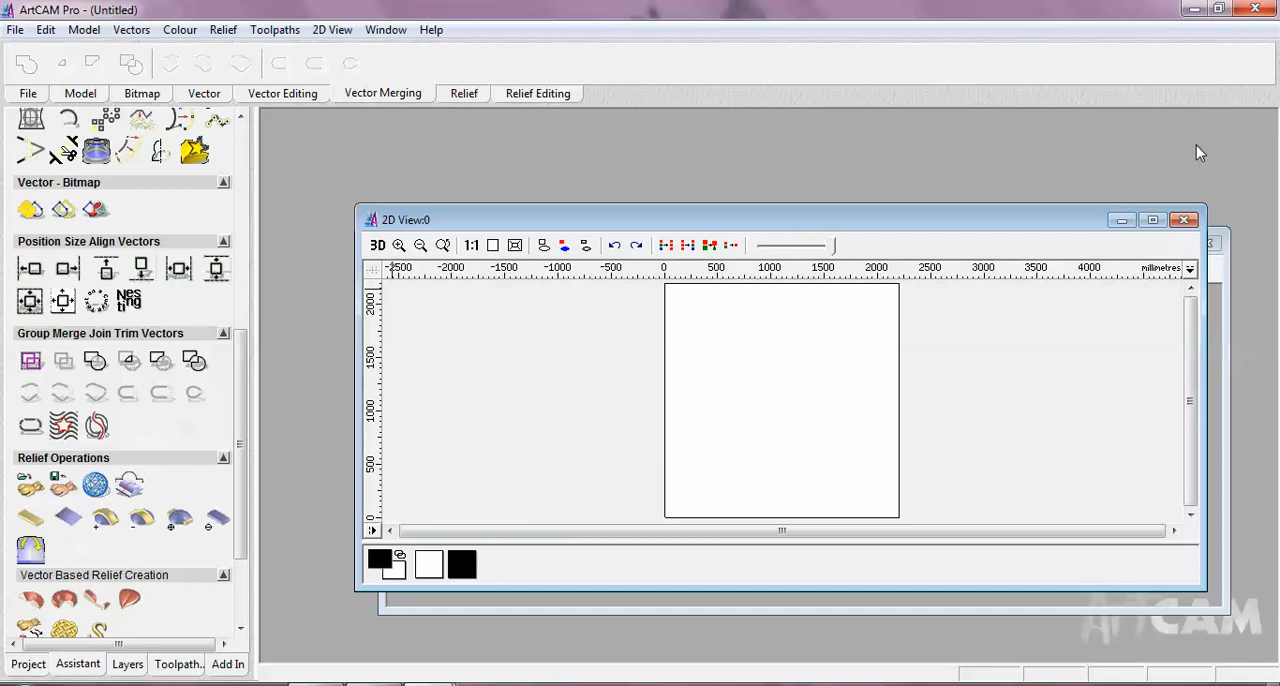 ArtCAM Pro - (Untitled)
File Edit Model Vectors Colour Relief Toolpaths 2D View Window Help
File Model Bitmap Vector Vector Editing Vector Merging Relief Relief Editing
Vector - Bitmap
Position Size Align Vectors
NES
ting
Group Merge Join Trim Vectors
Relief Operations
Vector Based Relief Creation
Project Assistant Layers Toolpath.. Add In
2D View:0
3D 1:1
-2500 -2000 -1500 -1000 -500 0 500 1000 1500 2000 2500 3000 3500 4000 millimetres
2000
1500
1000
500
0
ArtCAM